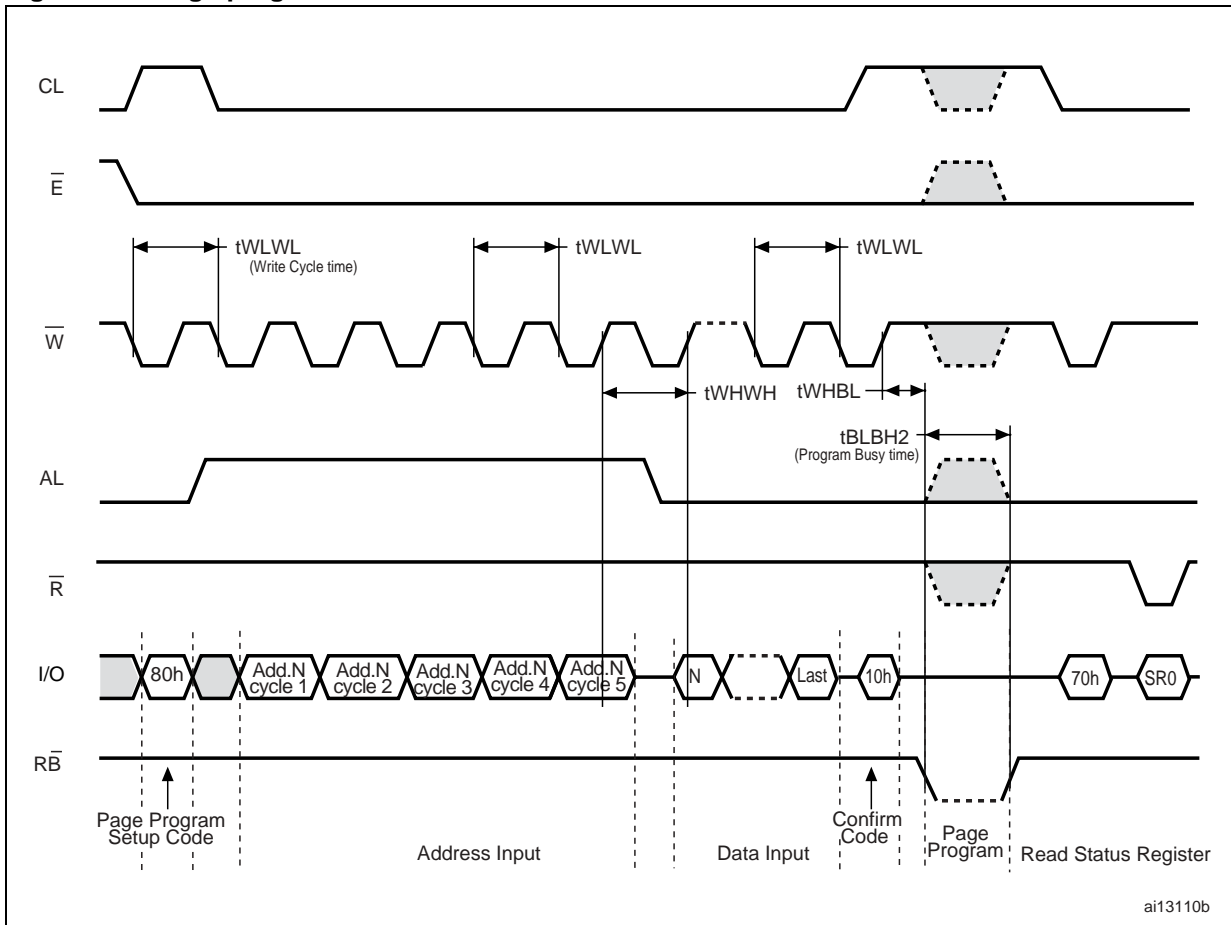 CL
E
tWLWL
(Write Cycle time)
tWLWL
tWLWL
W
tWHWH
tWHBL
tBLBH2
(Program Busy time)
AL
R
I/O
80h
Add.N
cycle 1
Add.N
cycle 2
Add.N
cycle 3
Add.N
cycle 4
Add.N
cycle 5
N
Last
10h
70h
SR0
RB
Page Program
Setup Code
Address Input
Data Input
Confirm
Code
Page
Program
Read Status Register
ai13110b